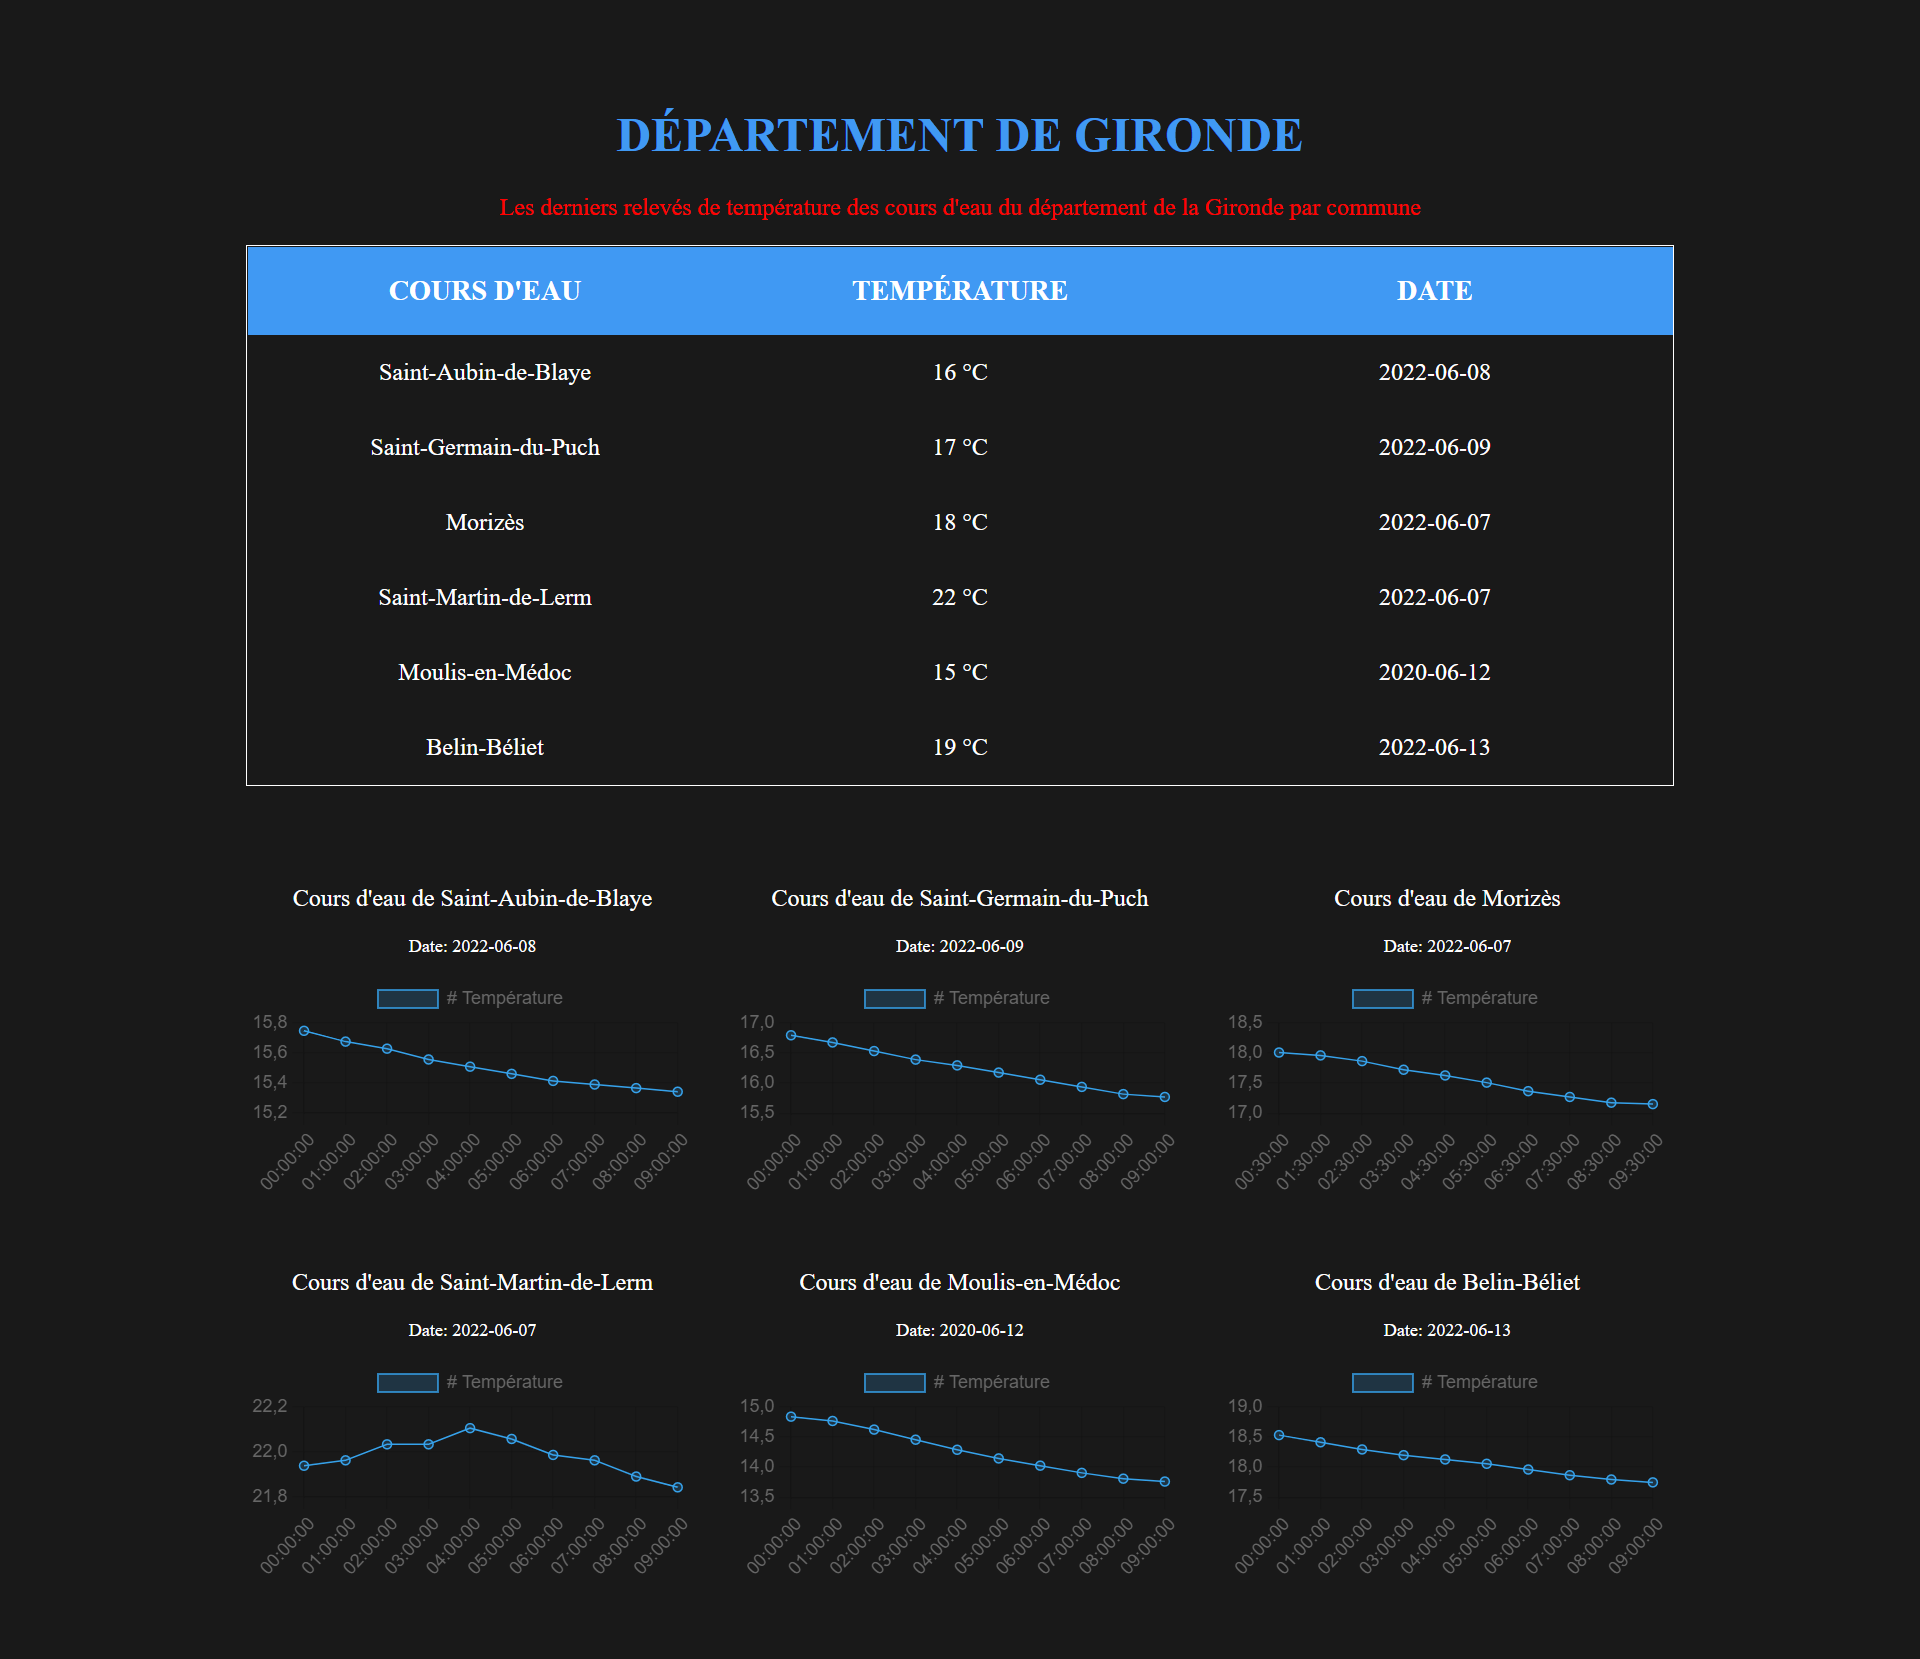 DÉPARTEMENT DE GIRONDE
Les derniers relevés de température des cours d'eau du département de la Gironde par commune
COURS D'EAU TEMPÉRATURE DATE
Saint-Aubin-de-Blaye 16 °C 2022-06-08
Saint-Germain-du-Puch 17 °C 2022-06-09
Morizès 18 °C 2022-06-07
Saint-Martin-de-Lerm 22 °C 2022-06-07
Moulis-en-Médoc 15 °C 2020-06-12
Belin-Béliet 19 °C 2022-06-13
Cours d'eau de Saint-Aubin-de-Blaye
Date: 2022-06-08
# Température
15,8
15,6
15,4
15,2
00:00:00 01:00:00 02:00:00 03:00:00 04:00:00 05:00:00 06:00:00 07:00:00 08:00:00 09:00:00
Cours d'eau de Saint-Germain-du-Puch
Date: 2022-06-09
# Température
17,0
16,5
16,0
15,5
00:00:00 01:00:00 02:00:00 03:00:00 04:00:00 05:00:00 06:00:00 07:00:00 08:00:00 09:00:00
Cours d'eau de Morizès
Date: 2022-06-07
# Température
18,5
18,0
17,5
17,0
00:30:00 01:30:00 02:30:00 03:30:00 04:30:00 05:30:00 06:30:00 07:30:00 08:30:00 09:30:00
Cours d'eau de Saint-Martin-de-Lerm
Date: 2022-06-07
# Température
22,2
22,0
21,8
00:00:00 01:00:00 02:00:00 03:00:00 04:00:00 05:00:00 06:00:00 07:00:00 08:00:00 09:00:00
Cours d'eau de Moulis-en-Médoc
Date: 2020-06-12
# Température
15,0
14,5
14,0
13,5
00:00:00 01:00:00 02:00:00 03:00:00 04:00:00 05:00:00 06:00:00 07:00:00 08:00:00 09:00:00
Cours d'eau de Belin-Béliet
Date: 2022-06-13
# Température
19,0
18,5
18,0
17,5
00:00:00 01:00:00 02:00:00 03:00:00 04:00:00 05:00:00 06:00:00 07:00:00 08:00:00 09:00:00